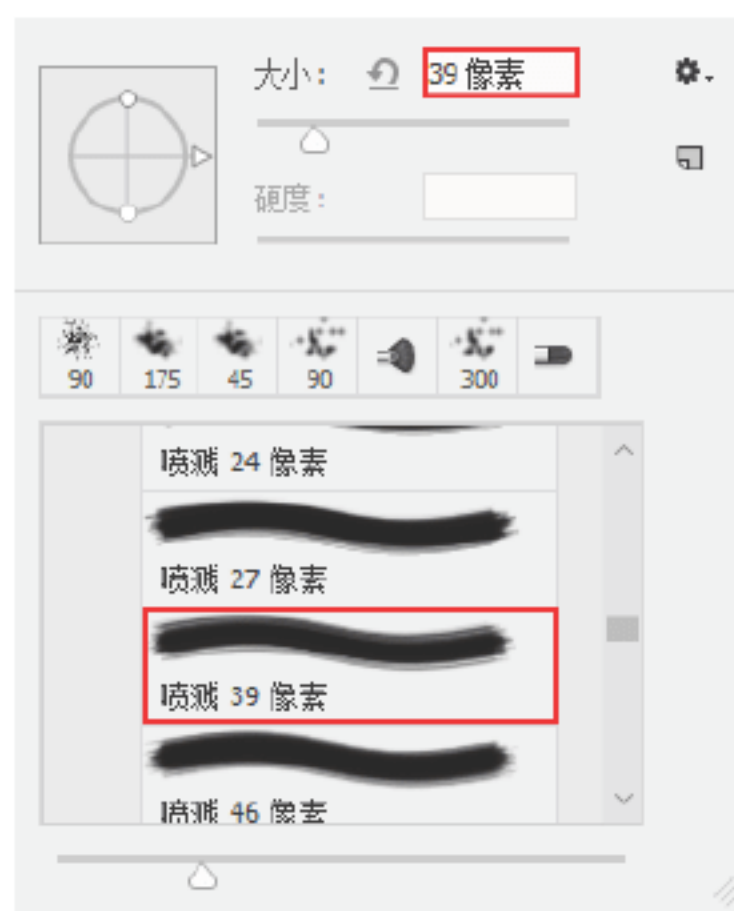 大小：
39 像素
硬度：
90 175 45 90 300
喷溅 24 像素
喷溅 27 像素
喷溅 39 像素
喷溅 46 像素